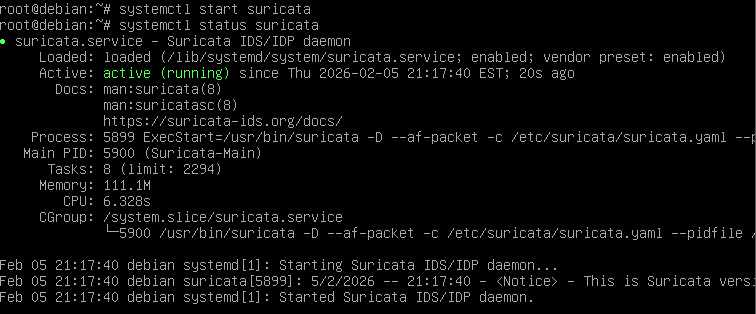 root@debian:~# systemctl start suricata
root@debian:~# systemctl status suricata
● suricata.service – Suricata IDS/IDP daemon
Loaded: loaded (/lib/systemd/system/suricata.service; enabled; vendor preset: enabled)
Active: active (running) since Thu 2026-02-05 21:17:40 EST; 20s ago
Docs: man:suricata(8)
man:suricatasc(8)
https://suricata-ids.org/docs/
Process: 5899 ExecStart=/usr/bin/suricata -D --af-packet -c /etc/suricata/suricata.yaml --p
Main PID: 5900 (Suricata-Main)
Tasks: 8 (limit: 2294)
Memory: 111.1M
CPU: 6.328s
CGroup: /system.slice/suricata.service
└─5900 /usr/bin/suricata -D --af-packet -c /etc/suricata/suricata.yaml --pidfile /
Feb 05 21:17:40 debian systemd[1]: Starting Suricata IDS/IDP daemon...
Feb 05 21:17:40 debian suricata[5899]: 5/2/2026 -- 21:17:40 - <Notice> - This is Suricata versi
Feb 05 21:17:40 debian systemd[1]: Started Suricata IDS/IDP daemon.